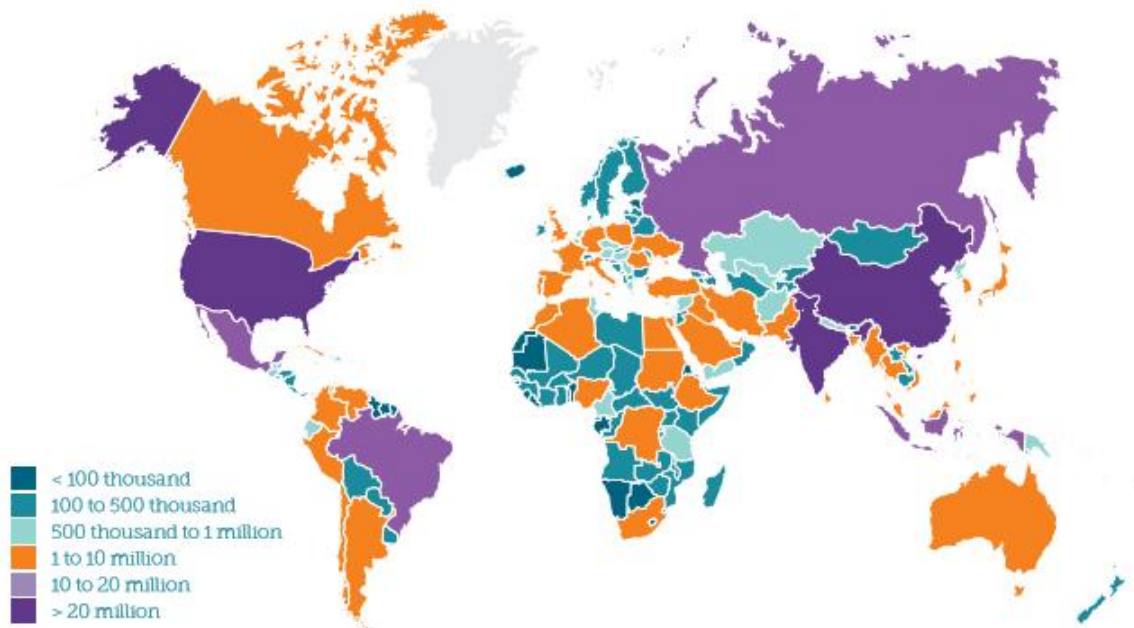 < 100 thousand
100 to 500 thousand
500 thousand to 1 million
1 to 10 million
10 to 20 million
> 20 million